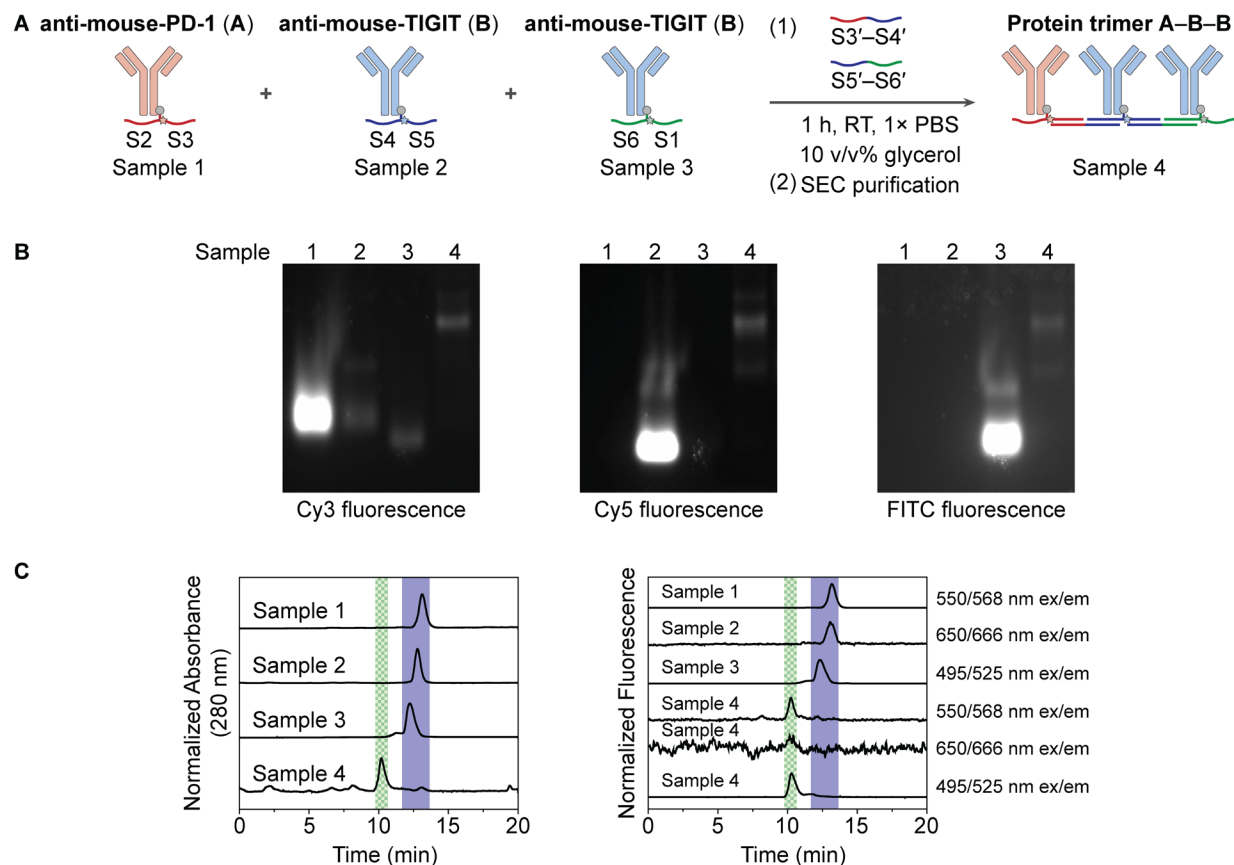 A anti-mouse-PD-1 (A) anti-mouse-TIGIT (B) anti-mouse-TIGIT (B) (1) Protein trimer A–B–B
S3′–S4′
S5′–S6′
+ +
S2 S3 S4 S5 S6 S1
1 h, RT, 1× PBS
10 v/v% glycerol
(2) SEC purification
Sample 1 Sample 2 Sample 3 Sample 4
B Sample 1 2 3 4 1 2 3 4 1 2 3 4
Cy3 fluorescence Cy5 fluorescence FITC fluorescence
C
Normalized Absorbance
(280 nm)
Sample 1
Sample 2
Sample 3
Sample 4
0 5 10 15 20
Time (min)
Normalized Fluorescence
Sample 1 550/568 nm ex/em
Sample 2 650/666 nm ex/em
Sample 3 495/525 nm ex/em
Sample 4 550/568 nm ex/em
Sample 4 650/666 nm ex/em
Sample 4 495/525 nm ex/em
0 5 10 15 20
Time (min)